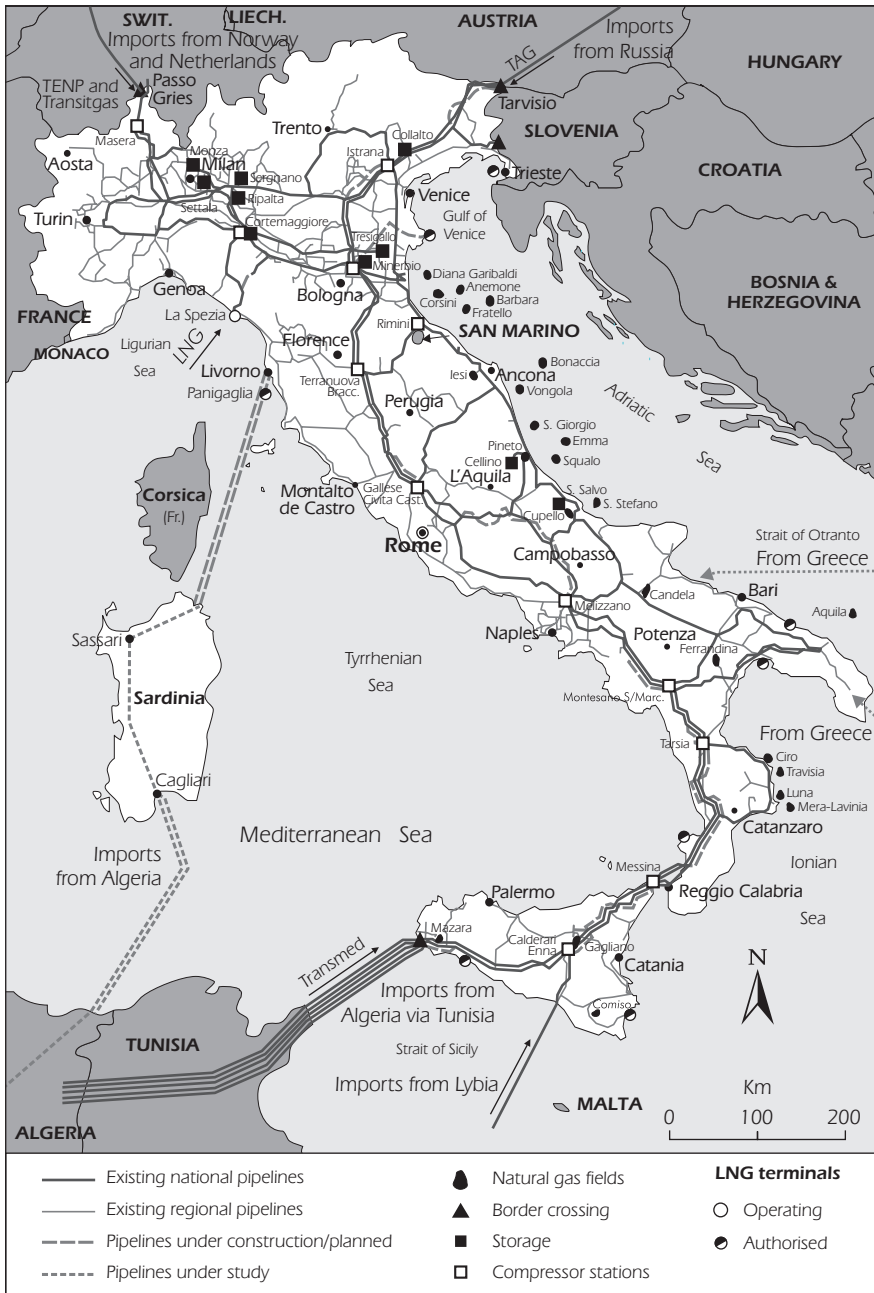 SWIT.
LIECH.
AUSTRIA
Imports from Norway
and Netherlands
Imports
from Russia
TAG
HUNGARY
TENP and
Transitgas
Passo
Gries
Tarvisio
SLOVENIA
CROATIA
Trento
Collalto
Masera
Monza
Istrana
Aosta
Milan
Sorgnano
Trieste
Venice
Settala
Ripalta
Turin
Cortemaggiore
Gulf of
Venice
Tresigallo
Minerbio
BOSNIA &
HERZEGOVINA
Diana Garibaldi
Anemone
Genoa
Bologna
Corsini
Barbara
Fratello
FRANCE
La Spezia
Rimini
SAN MARINO
MONACO
Ligurian
Sea
LNG
Florence
Bonaccia
Livorno
Terranuova
Bracc.
Iesi
Ancona
Vongola
Panigaglia
Perugia
Adriatic
Sea
S. Giorgio
Emma
Pineto
Cellino
Squalo
L'Aquila
Corsica
(Fr.)
Montalto
de Castro
Gallese
Civita Cast.
S. Salvo
S. Stefano
Cupello
Rome
Campobasso
Strait of Otranto
From Greece
Candela
Bari
Melizzano
Aquila
Sassari
Naples
Potenza
Tyrrhenian
Sea
Ferrandina
Sardinia
Montesano S/Marc.
From Greece
Tarsia
Ciro
Travisia
Cagliari
Luna
Mera-Lavinia
Mediterranean Sea
Catanzaro
Imports
from Algeria
Messina
Ionian
Sea
Palermo
Reggio Calabria
Mazara
Calderari
Enna
Gagliano
N
Transmed
Catania
Imports from
Algeria via Tunisia
Comiso
TUNISIA
Strait of Sicily
Imports from Lybia
Km
MALTA
0 100 200
ALGERIA
Existing national pipelines
Existing regional pipelines
Pipelines under construction/planned
Pipelines under study
Natural gas fields
Border crossing
Storage
Compressor stations
LNG terminals
Operating
Authorised